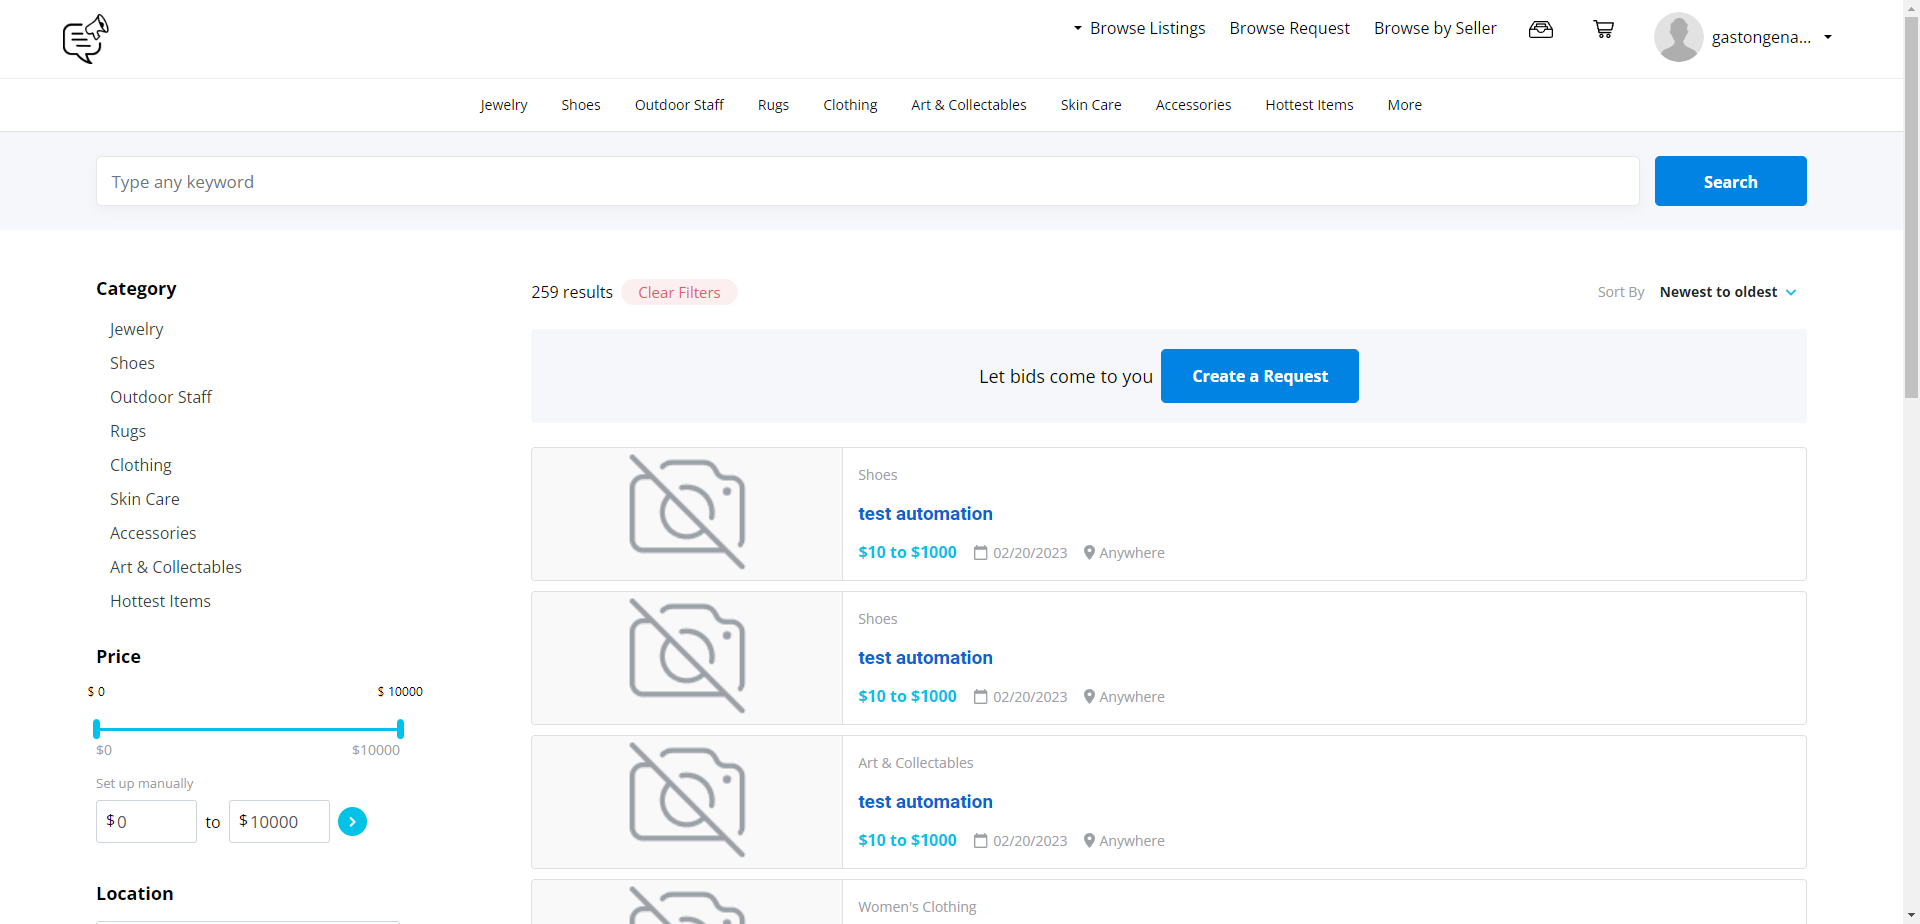 Browse Listings Browse Request Browse by Seller gastongena...
Jewelry Shoes Outdoor Staff Rugs Clothing Art & Collectables Skin Care Accessories Hottest Items More
Type any keyword Search
Category
Jewelry
Shoes
Outdoor Staff
Rugs
Clothing
Skin Care
Accessories
Art & Collectables
Hottest Items
Price
$ 0 $ 10000
$0 $10000
Set up manually
$ 0 to $ 10000
Location
259 results Clear Filters Sort By Newest to oldest
Let bids come to you Create a Request
Shoes
test automation
$10 to $1000 02/20/2023 Anywhere
Shoes
test automation
$10 to $1000 02/20/2023 Anywhere
Art & Collectables
test automation
$10 to $1000 02/20/2023 Anywhere
Women's Clothing